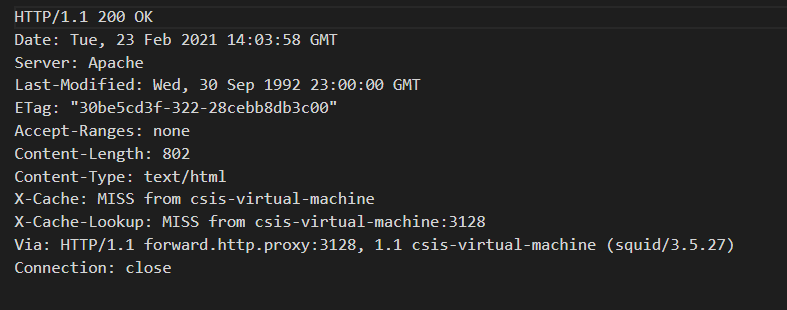 HTTP/1.1 200 OK
Date: Tue, 23 Feb 2021 14:03:58 GMT
Server: Apache
Last-Modified: Wed, 30 Sep 1992 23:00:00 GMT
ETag: "30be5cd3f-322-28cebb8db3c00"
Accept-Ranges: none
Content-Length: 802
Content-Type: text/html
X-Cache: MISS from csis-virtual-machine
X-Cache-Lookup: MISS from csis-virtual-machine:3128
Via: HTTP/1.1 forward.http.proxy:3128, 1.1 csis-virtual-machine (squid/3.5.27)
Connection: close